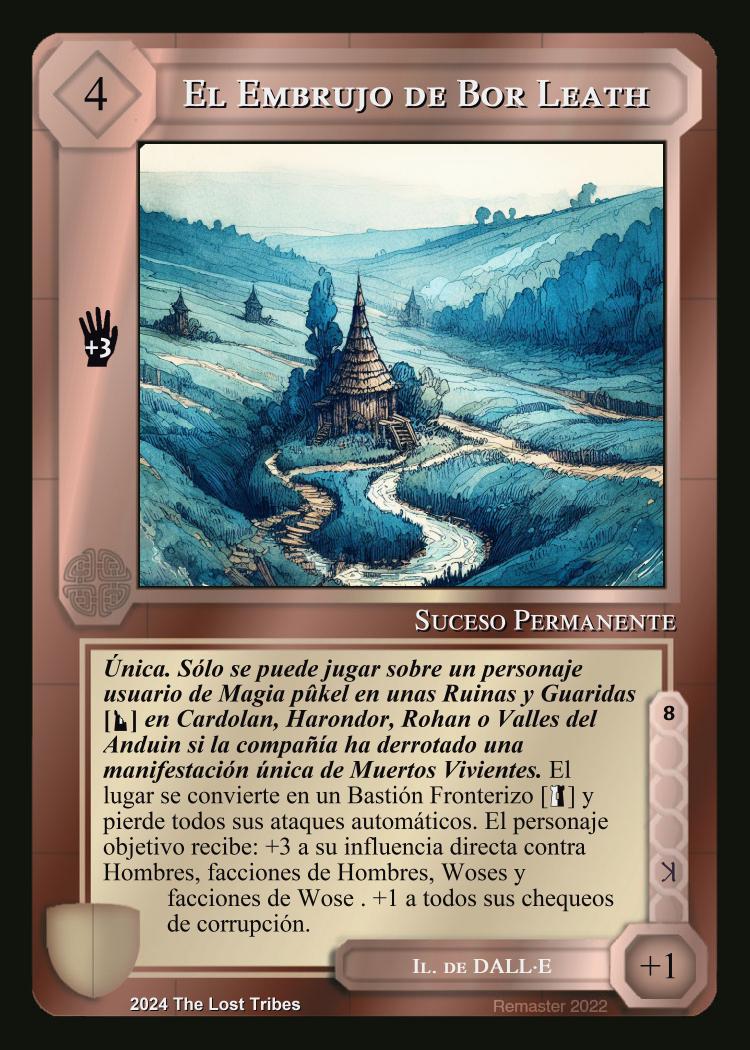 4
El Embrujo de Bor Leath
+3
Suceso Permanente
Única. Sólo se puede jugar sobre un personaje
usuario de Magia pûkel en unas Ruinas y Guaridas
[] en Cardolan, Harondor, Rohan o Valles del
Anduin si la compañía ha derrotado una
manifestación única de Muertos Vivientes. El
lugar se convierte en un Bastión Fronterizo [] y
pierde todos sus ataques automáticos. El personaje
objetivo recibe: +3 a su influencia directa contra
Hombres, facciones de Hombres, Woses y
facciones de Wose . +1 a todos sus chequeos
de corrupción.
8
Il. de DALL·E
+1
2024 The Lost Tribes
Remaster 2022